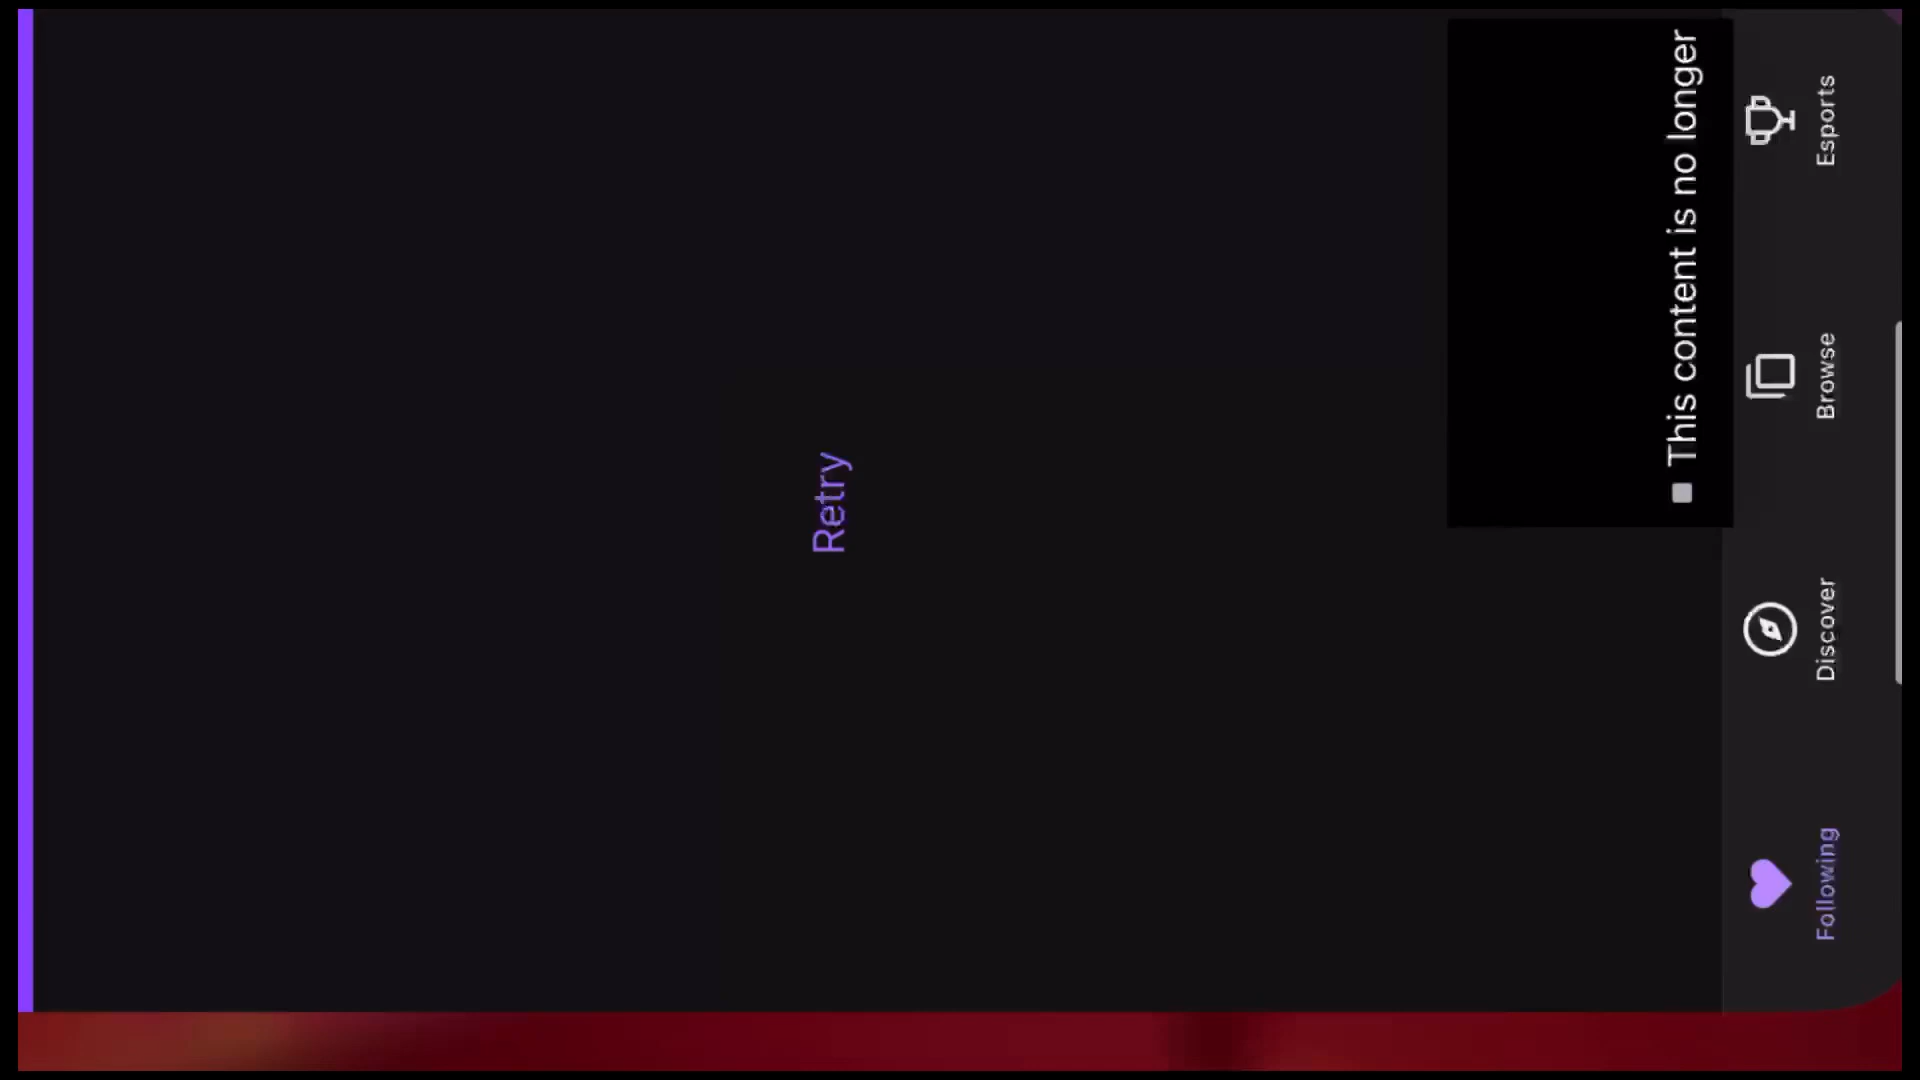 Retry
This content is no longer
Following
Discover
Browse
Esports